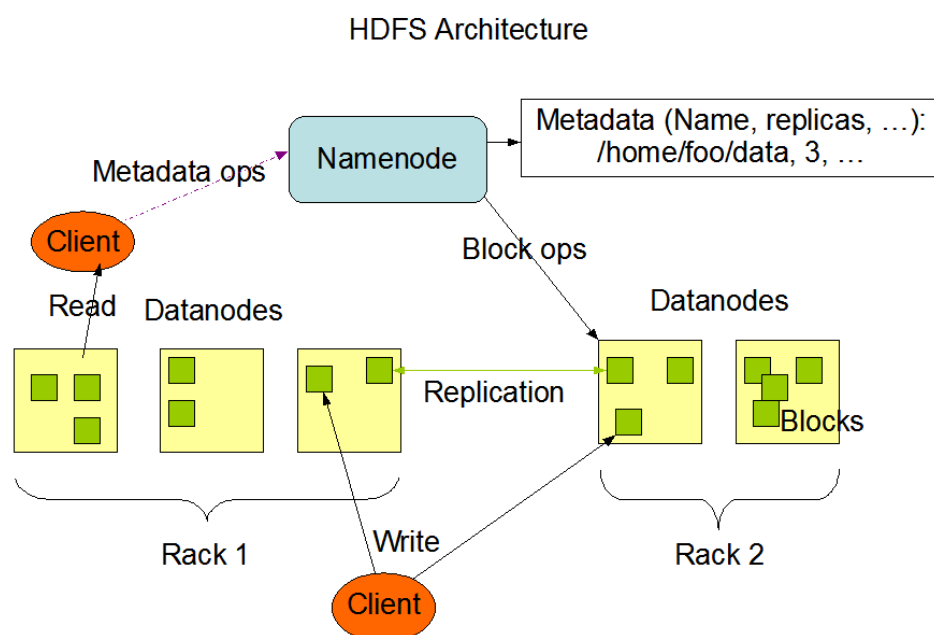 HDFS Architecture
Metadata (Name, replicas, …):
/home/foo/data, 3, …
Namenode
Metadata ops
Client
Block ops
Read
Datanodes
Datanodes
Replication
Blocks
Rack 1
Write
Rack 2
Client